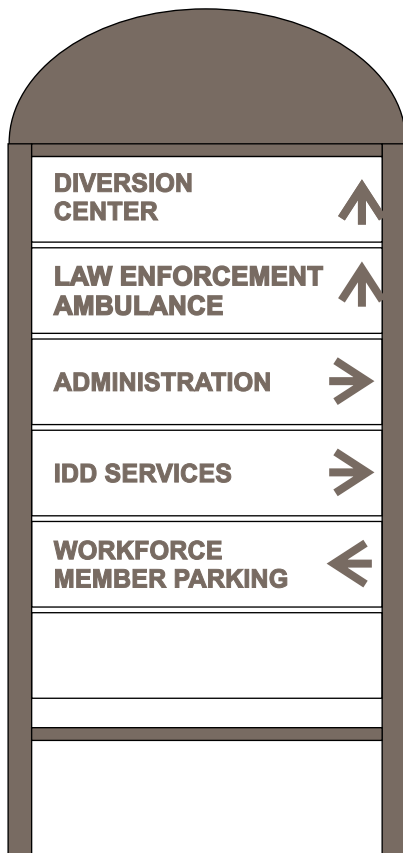 DIVERSION
CENTER
LAW ENFORCEMENT
AMBULANCE
ADMINISTRATION
IDD SERVICES
WORKFORCE
MEMBER PARKING